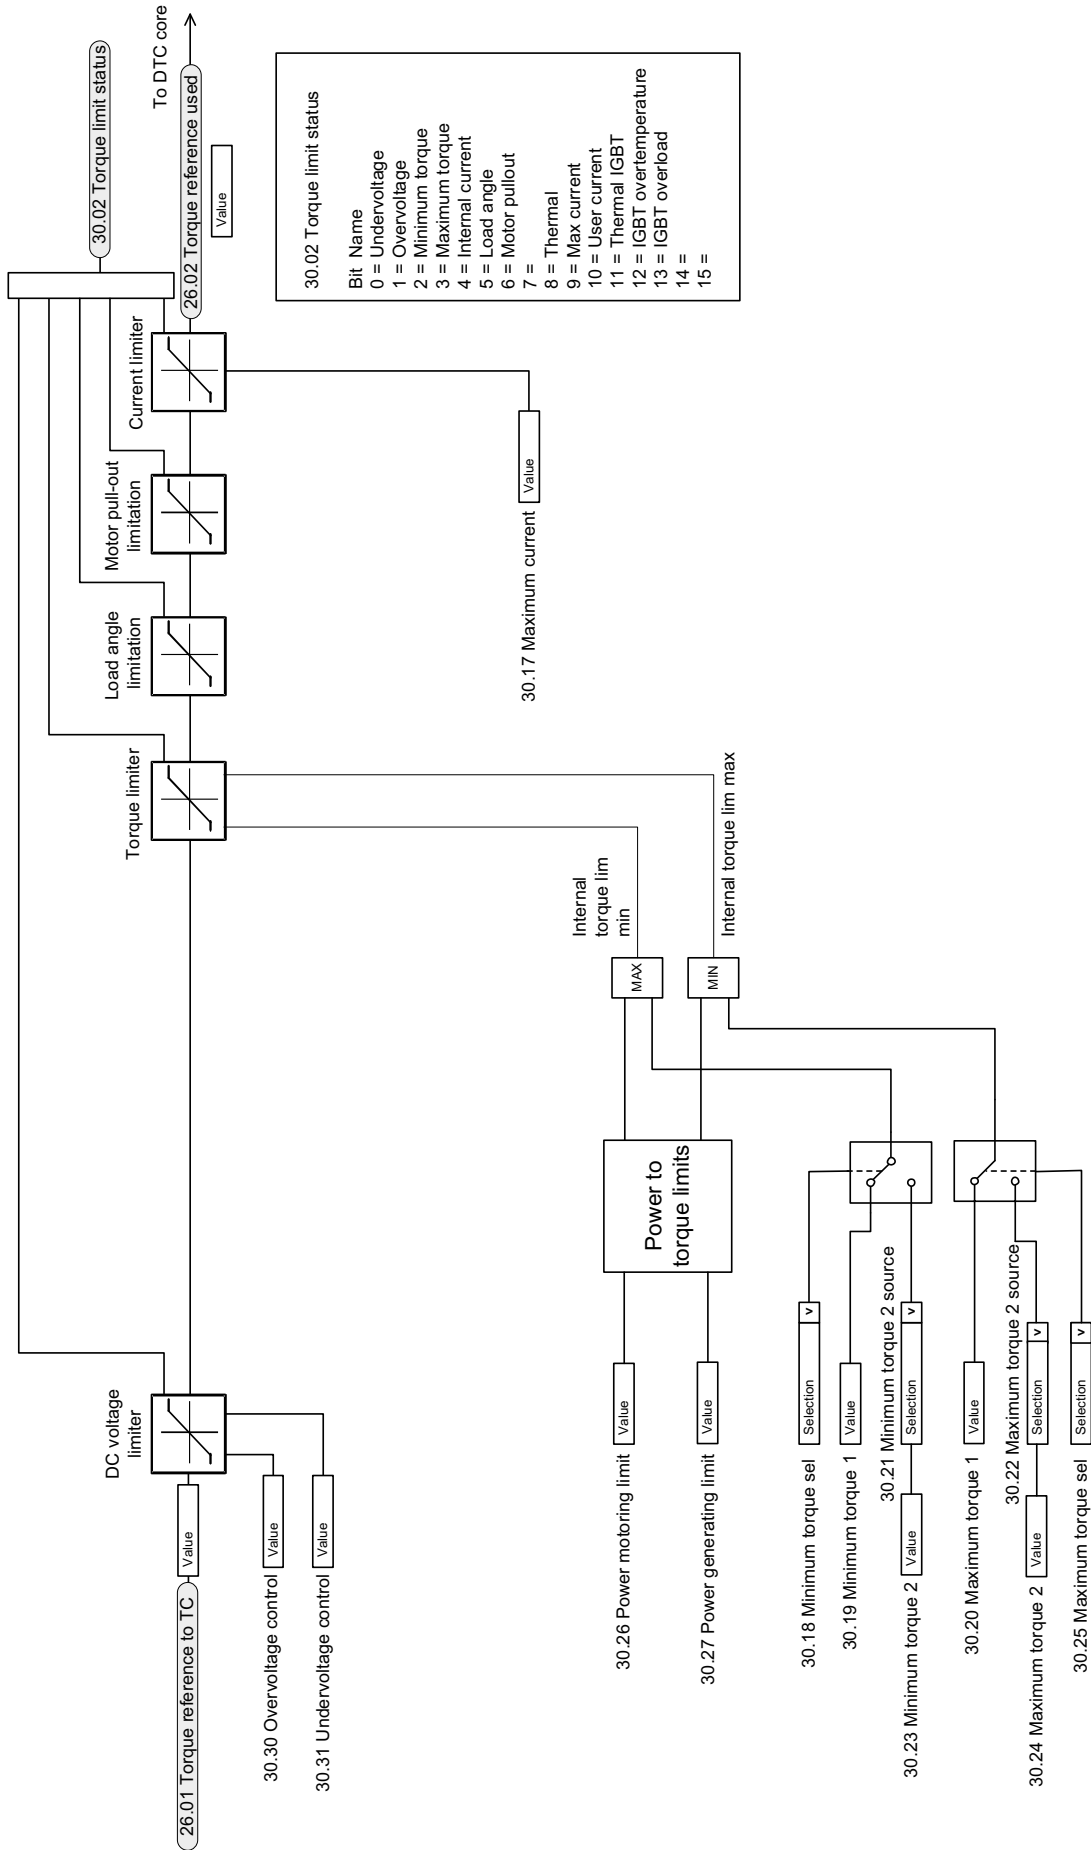 26.01 Torque reference to TC
Value
30.30 Overvoltage control
Value
30.31 Undervoltage control
Value
DC voltage
limiter
Torque limiter
Load angle
limitation
Motor pull-out
limitation
Current limiter
30.02 Torque limit status
26.02 Torque reference used
Value
To DTC core
30.17 Maximum current
Value
30.26 Power motoring limit
Value
30.27 Power generating limit
Value
Power to
torque limits
MAX
MIN
Internal
torque lim
min
Internal torque lim max
30.18 Minimum torque sel
Selection
v
30.19 Minimum torque 1
Value
30.21 Minimum torque 2 source
30.23 Minimum torque 2
Value
Selection
v
30.20 Maximum torque 1
Value
30.22 Maximum torque 2 source
30.24 Maximum torque 2
Value
Selection
v
30.25 Maximum torque sel
Selection
v
30.02 Torque limit status
Bit Name
0 = Undervoltage
1 = Overvoltage
2 = Minimum torque
3 = Maximum torque
4 = Internal current
5 = Load angle
6 = Motor pullout
7 =
8 = Thermal
9 = Max current
10 = User current
11 = Thermal IGBT
12 = IGBT overtemperature
13 = IGBT overload
14 =
15 =